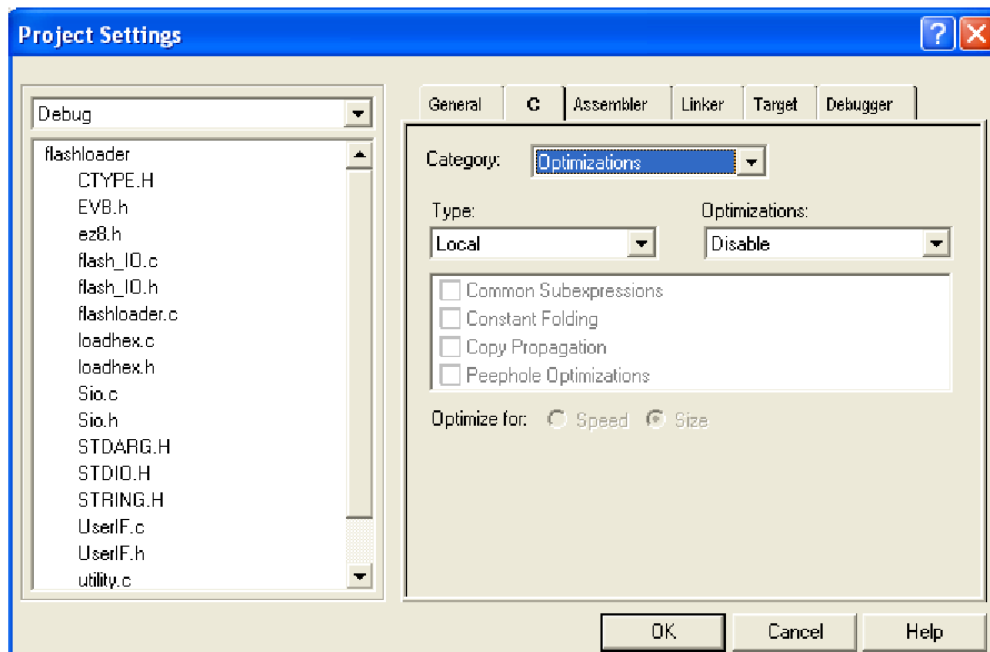 Project Settings
Debug
flashloader
CTYPE.H
EVB.h
ez8.h
flash_IO.c
flash_IO.h
flashloader.c
loadhex.c
loadhex.h
Sio.c
Sio.h
STDARG.H
STDIO.H
STRING.H
UserIF.c
UserIF.h
utility.c
General C Assembler Linker Target Debugger
Category: Optimizations
Type: Optimizations:
Local Disable
Common Subexpressions
Constant Folding
Copy Propagation
Peephole Optimizations
Optimize for: Speed Size
OK Cancel Help